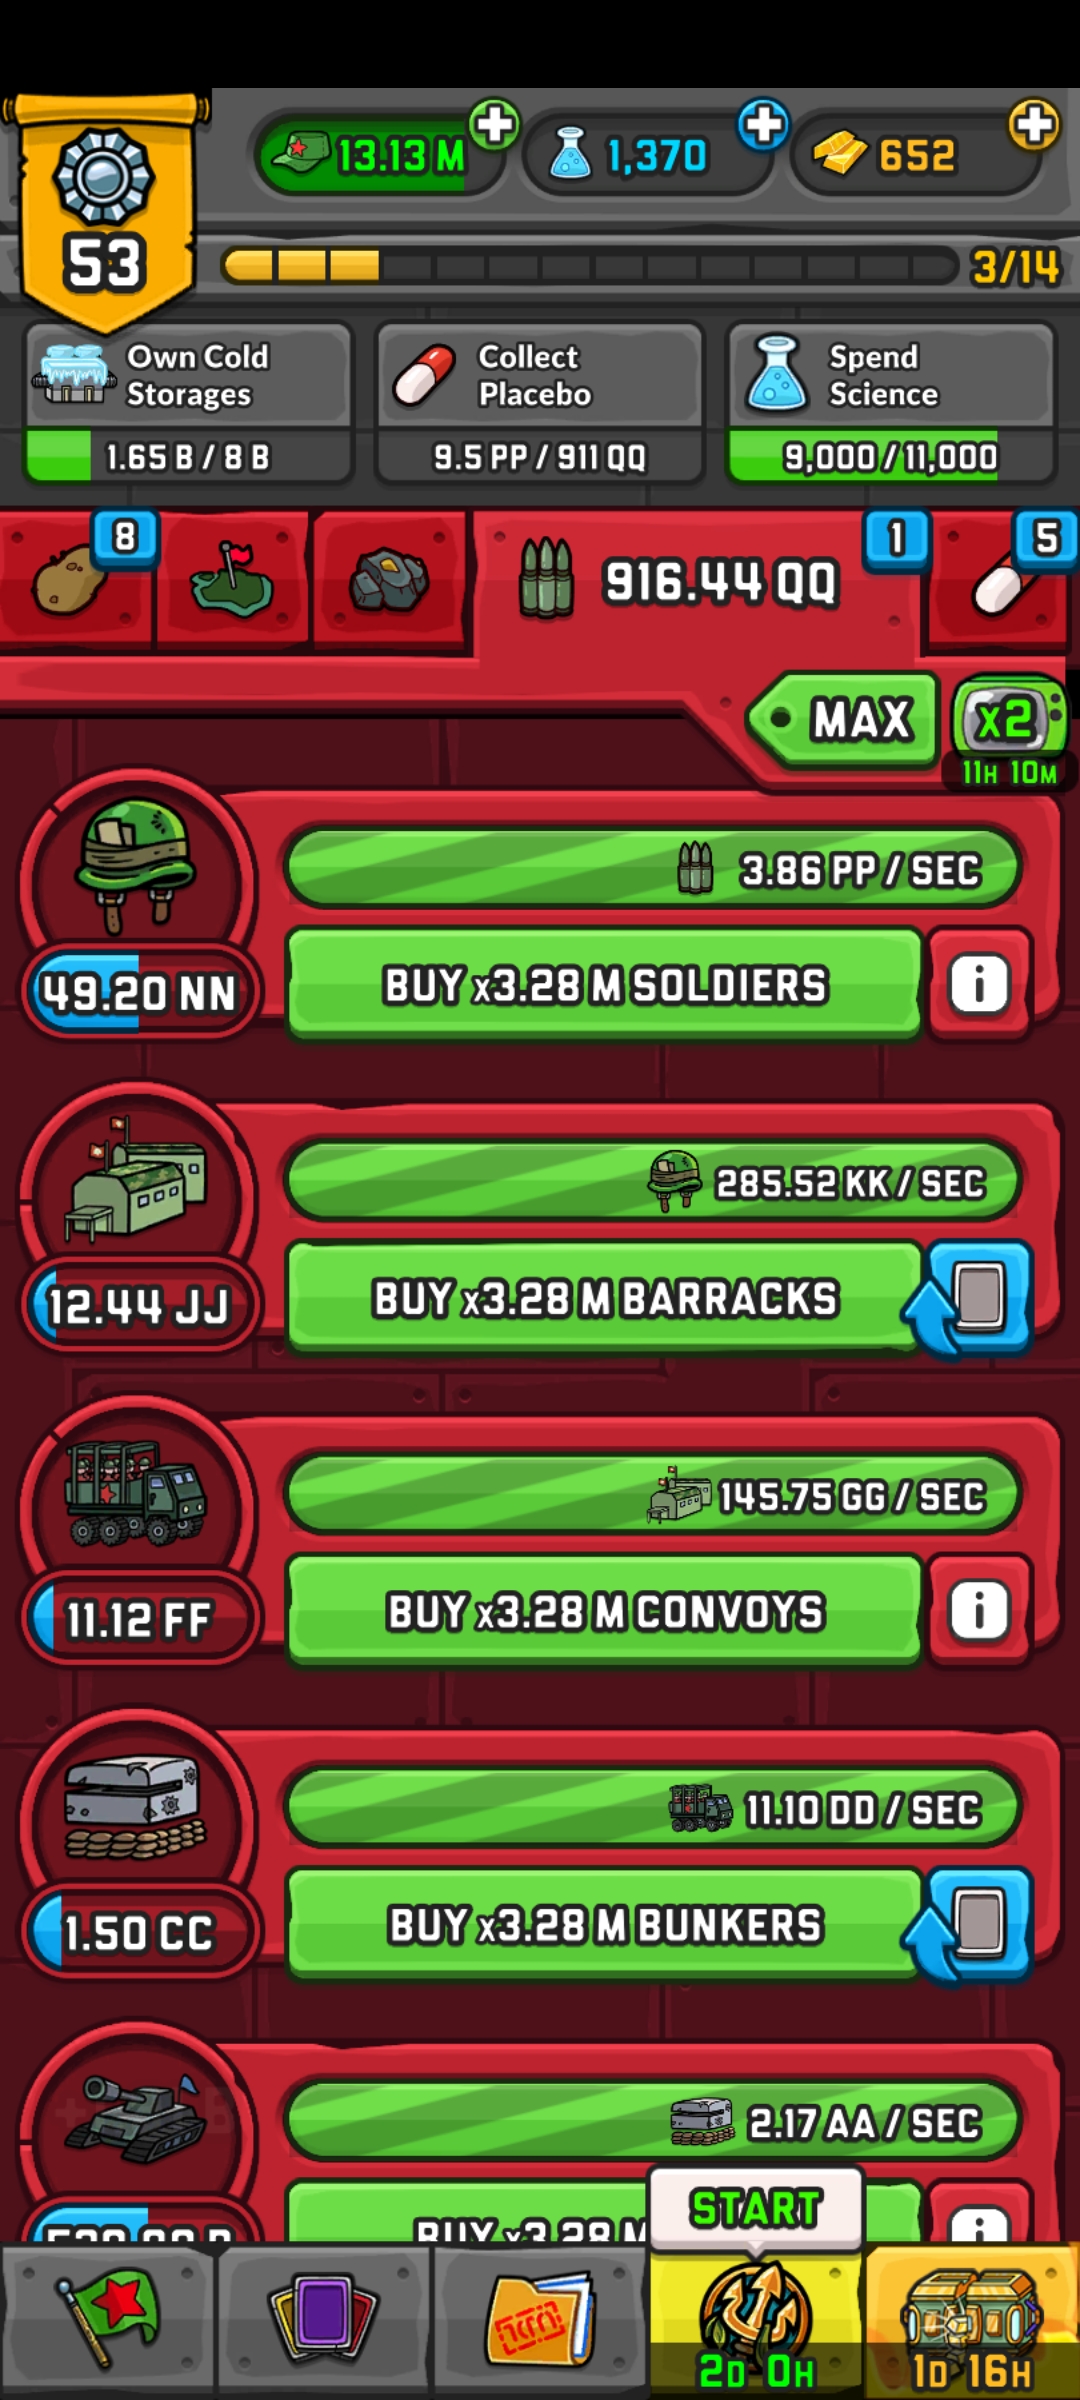 13.13 M
1,370
652
53
3/14
Own Cold
Storages
1.65 B / 8 B
Collect
Placebo
9.5 PP / 911 QQ
Spend
Science
9,000 / 11,000
8
916.44 QQ
1
5
MAX
x2
11H 10M
3.86 PP / SEC
49.20 NN
BUY x3.28 M SOLDIERS
i
285.52 KK / SEC
12.44 JJ
BUY x3.28 M BARRACKS
145.75 GG / SEC
11.12 FF
BUY x3.28 M CONVOYS
i
11.10 DD / SEC
1.50 CC
BUY x3.28 M BUNKERS
2.17 AA / SEC
BUY x3.28 M
i
START
2D 0H
1D 16H